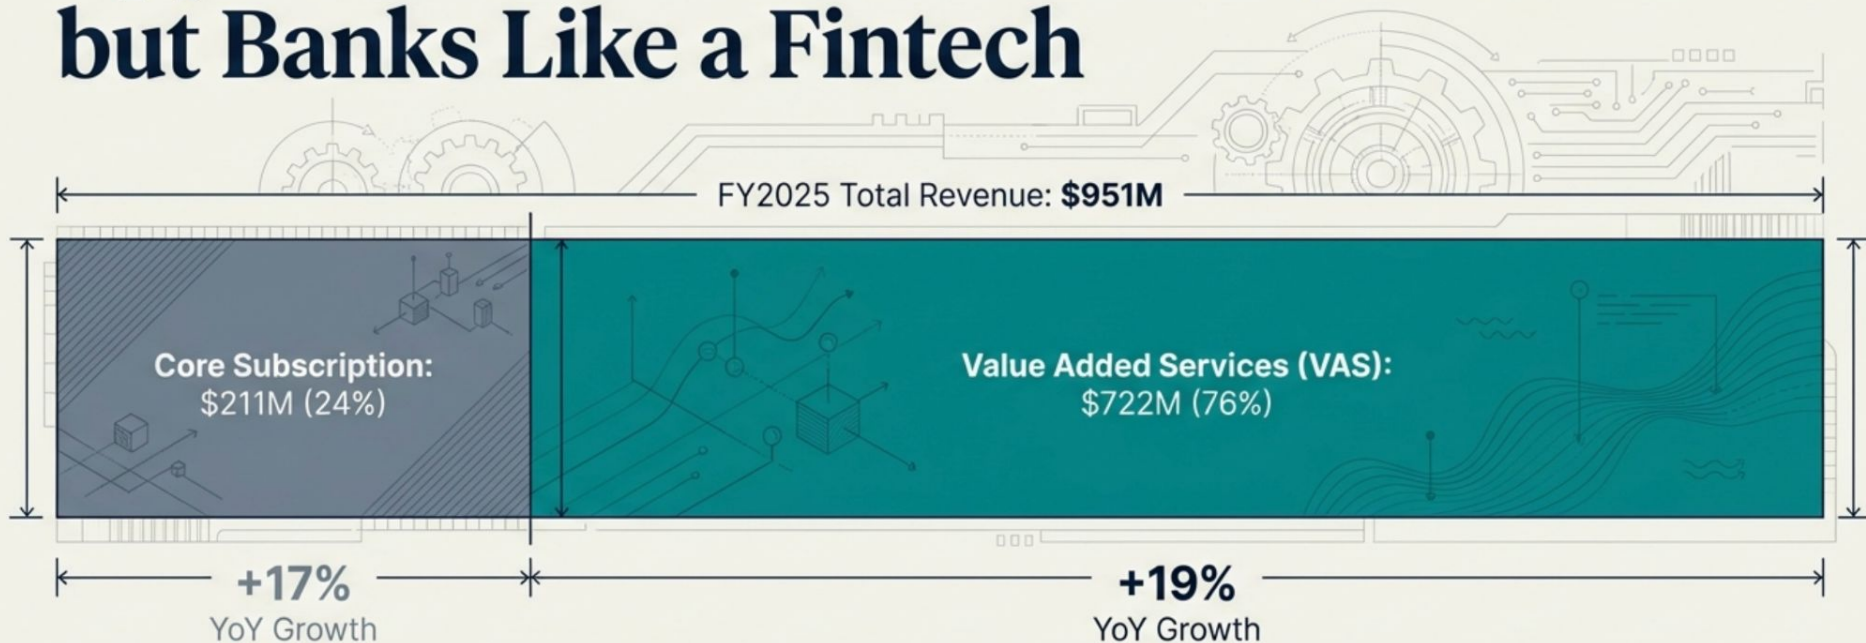 but Banks Like a Fintech
FY2025 Total Revenue: $951M
Core Subscription:
$211M (24%)
Value Added Services (VAS):
$722M (76%)
+17%
YoY Growth
+19%
YoY Growth